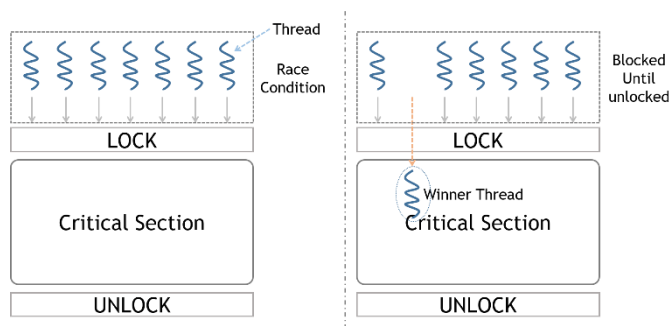 Thread
Race
Condition
LOCK
Critical Section
UNLOCK
Blocked
Until
unlocked
LOCK
Winner Thread
Critical Section
UNLOCK